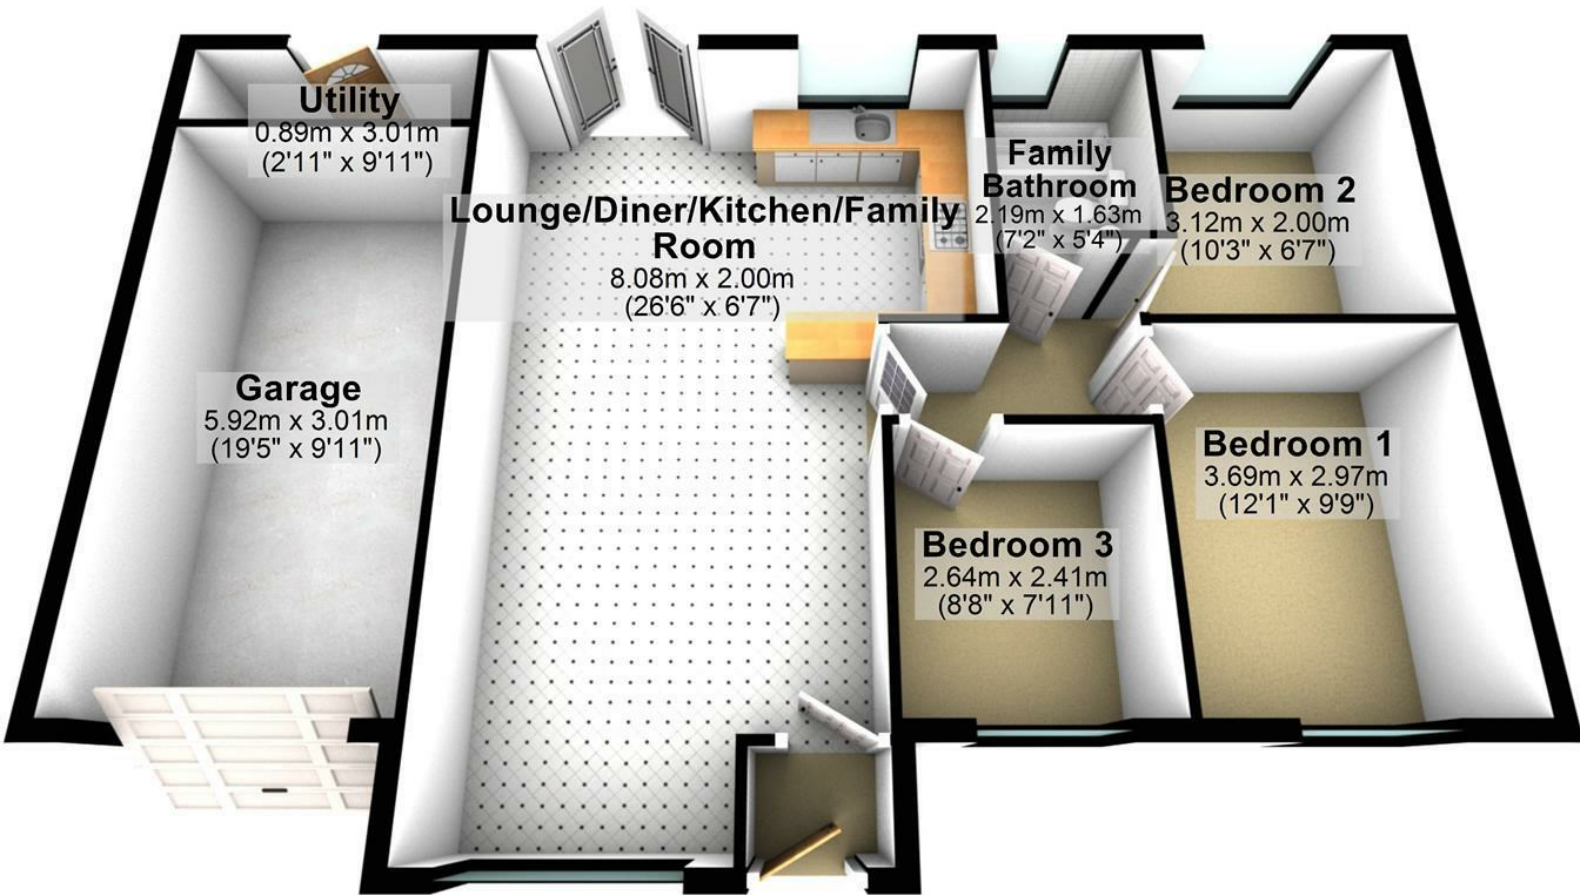 Utility
0.89m x 3.01m
(2'11" x 9'11")
Lounge/Diner/Kitchen/Family
Room
8.08m x 2.00m
(26'6" x 6'7")
Family
Bathroom
2.19m x 1.63m
(7'2" x 5'4")
Bedroom 2
3.12m x 2.00m
(10'3" x 6'7")
Garage
5.92m x 3.01m
(19'5" x 9'11")
Bedroom 1
3.69m x 2.97m
(12'1" x 9'9")
Bedroom 3
2.64m x 2.41m
(8'8" x 7'11")